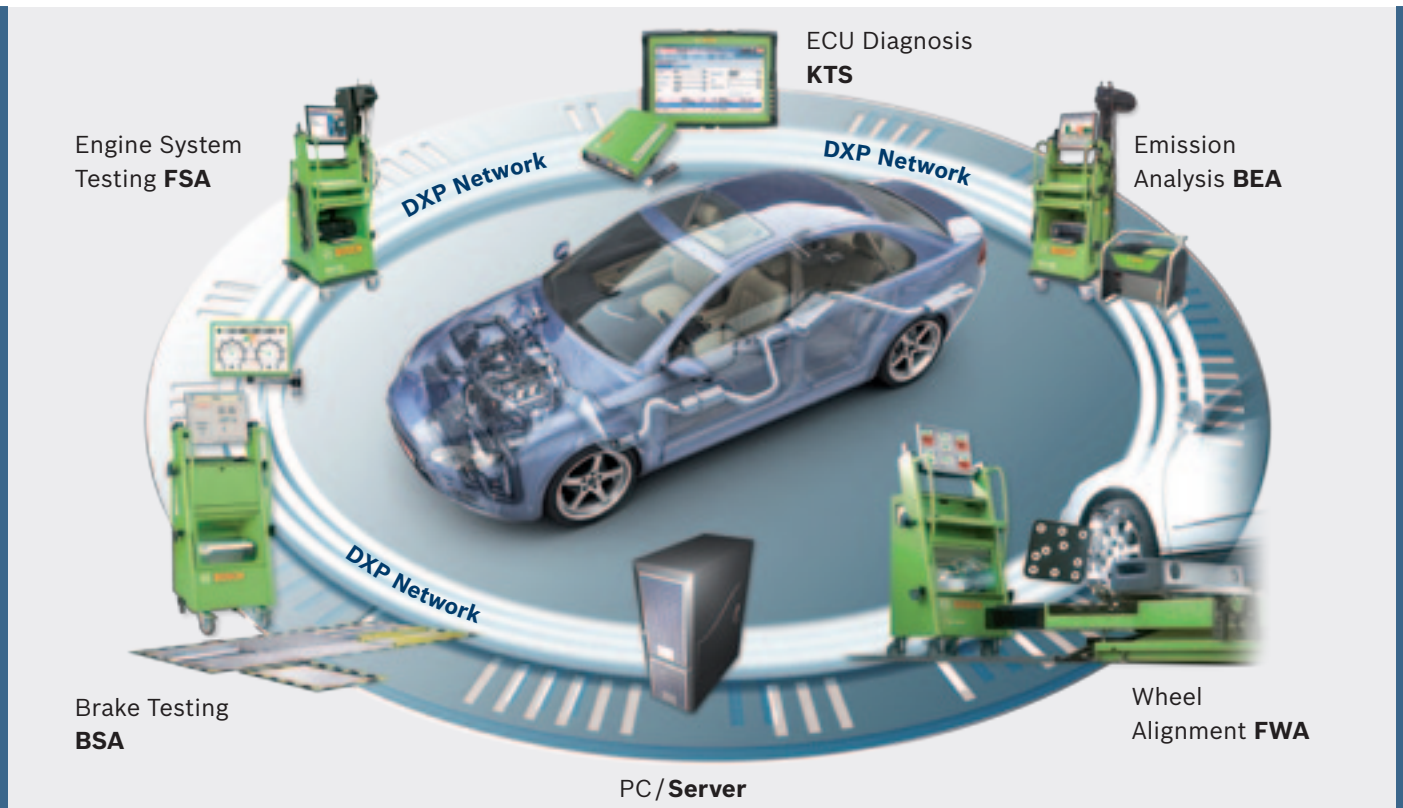 ECU Diagnosis
KTS
Engine System
Testing FSA
Emission
Analysis BEA
DXP Network
DXP Network
DXP Network
Brake Testing
BSA
Wheel
Alignment FWA
PC/Server